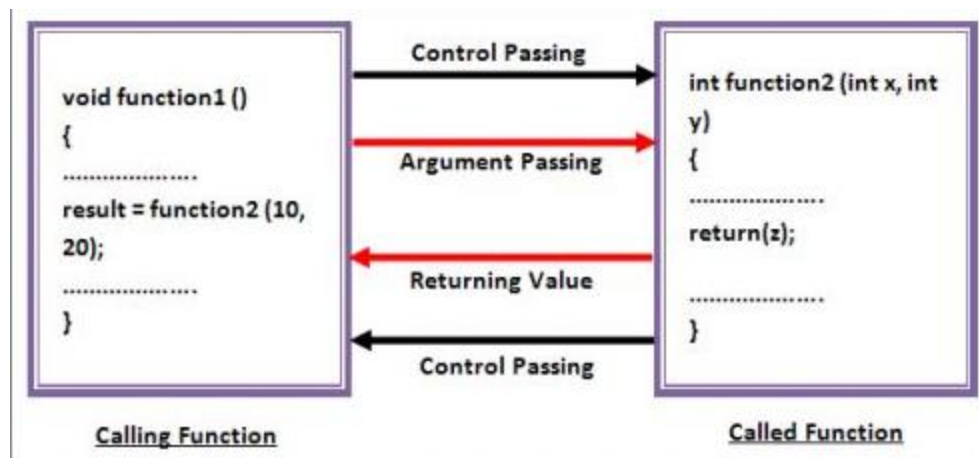 void function1 ()
{
.....................
result = function2 (10,
20);
.....................
}
Calling Function
Control Passing
Argument Passing
Returning Value
Control Passing
int function2 (int x, int
y)
{
.....................
return(z);
.....................
}
Called Function